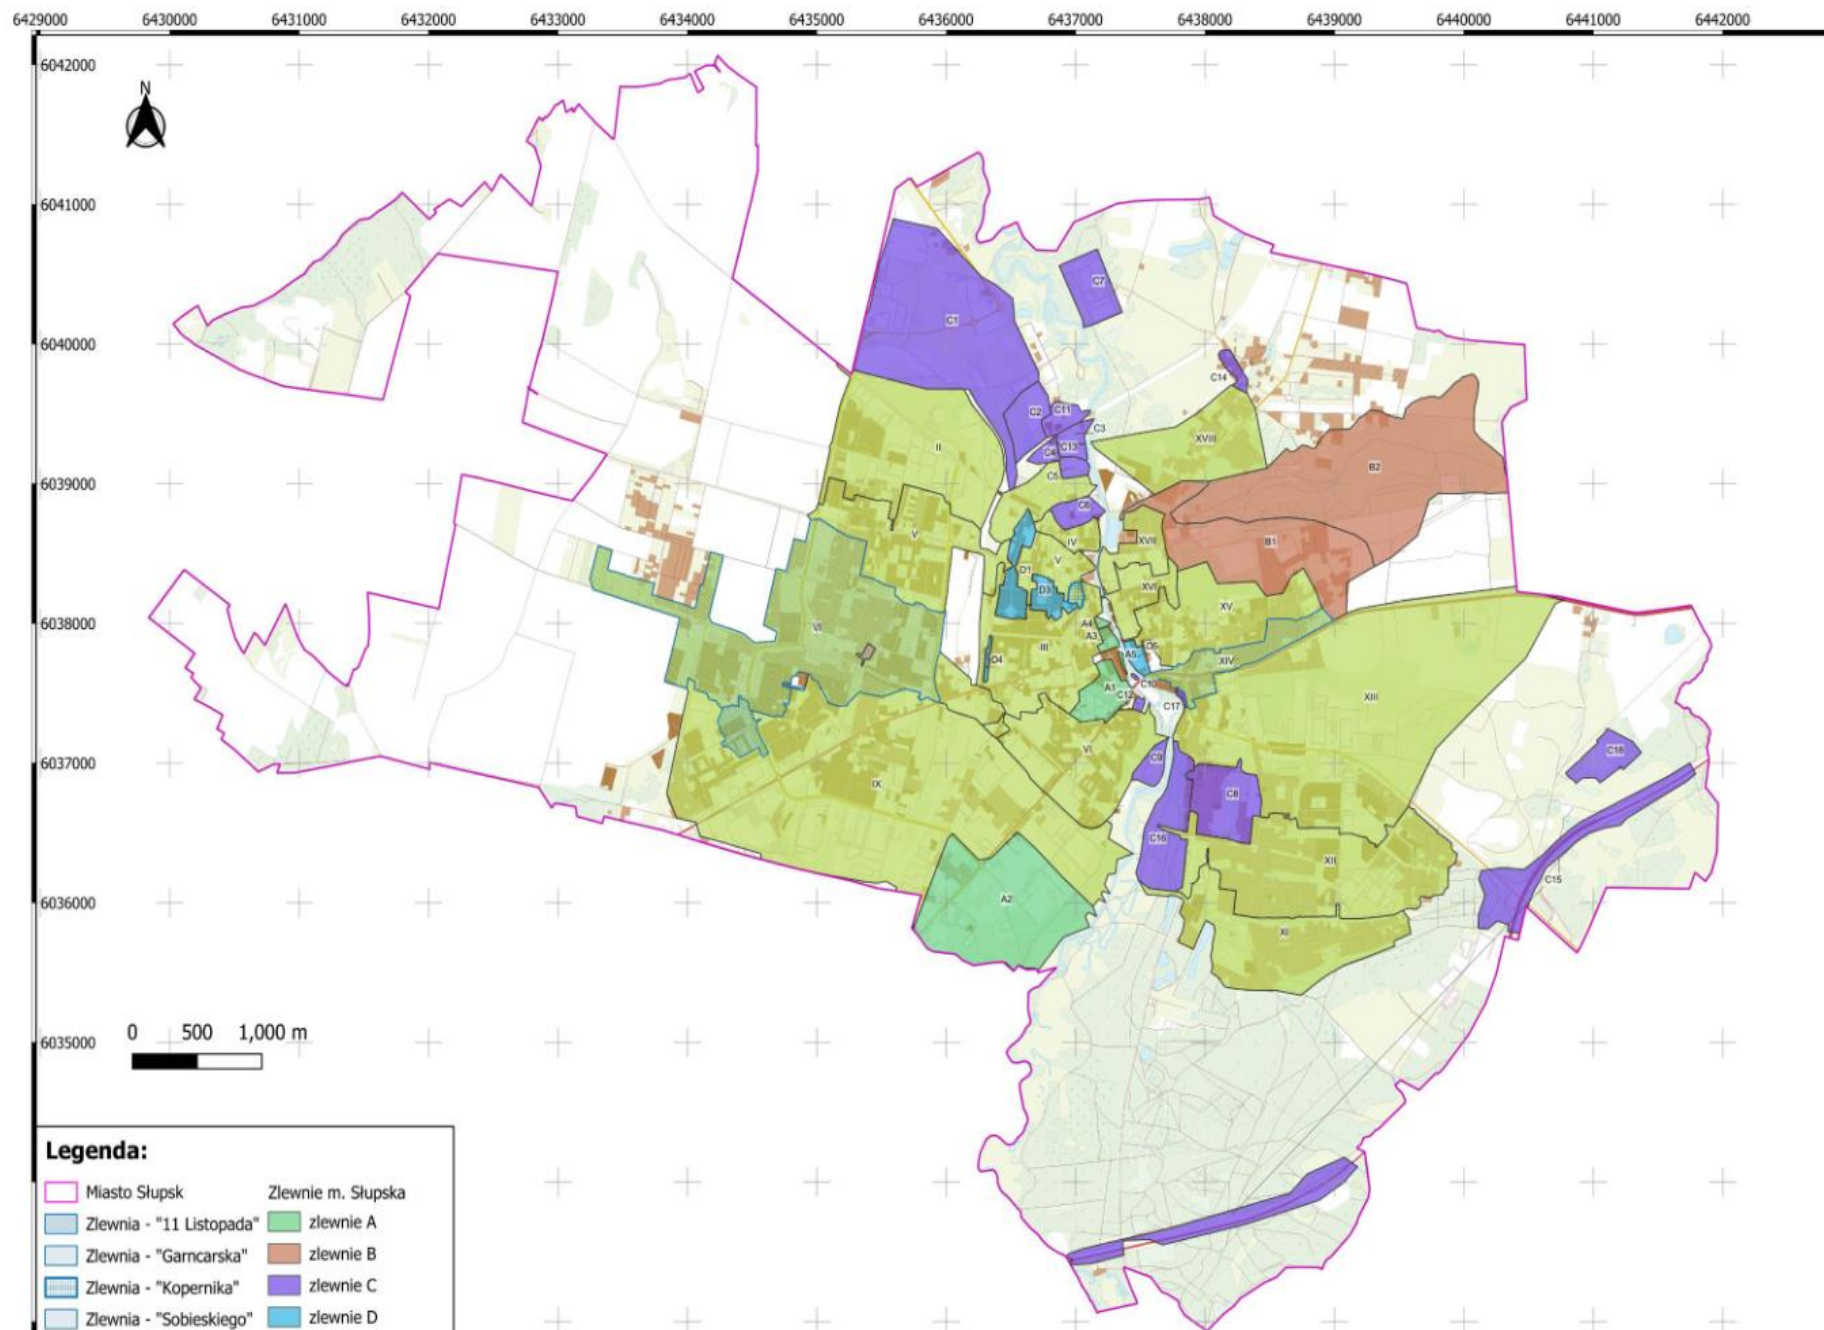 6429000 6430000 6431000 6432000 6433000 6434000 6435000 6436000 6437000 6438000 6439000 6440000 6441000 6442000
6042000
N
6041000
C7
C1
6040000
C14
C2 C11
C3
XVIII
II
C4 C13
B2
6039000
C5
C6
V
IV
XVII
B1
V
D1
D3
XVI
XV
6038000
VI
A4
A3
III
D5
A5
D4
XIV
A1
C10
C12
XIII
C17
VI
C9
C18
6037000
IX
C8
C16
XII
C15
6036000
A2
XI
0 500 1,000 m
6035000
Legenda:
Miasto Słupsk
Zlewnie m. Słupska
Zlewnia - "11 Listopada"
zlewnie A
Zlewnia - "Garncarska"
zlewnie B
Zlewnia - "Kopernika"
zlewnie C
Zlewnia - "Sobieskiego"
zlewnie D